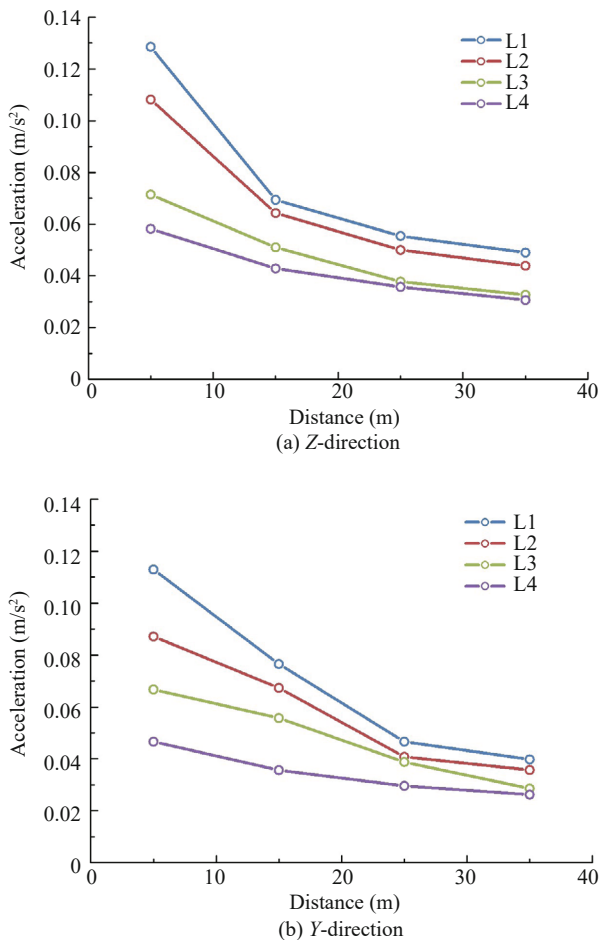 0.14
0.12
0.10
0.08
0.06
0.04
0.02
0
Acceleration (m/s²)
L1
L2
L3
L4
0 10 20 30 40
Distance (m)
(a) Z-direction
0.14
0.12
0.10
0.08
0.06
0.04
0.02
0
Acceleration (m/s²)
L1
L2
L3
L4
0 10 20 30 40
Distance (m)
(b) Y-direction